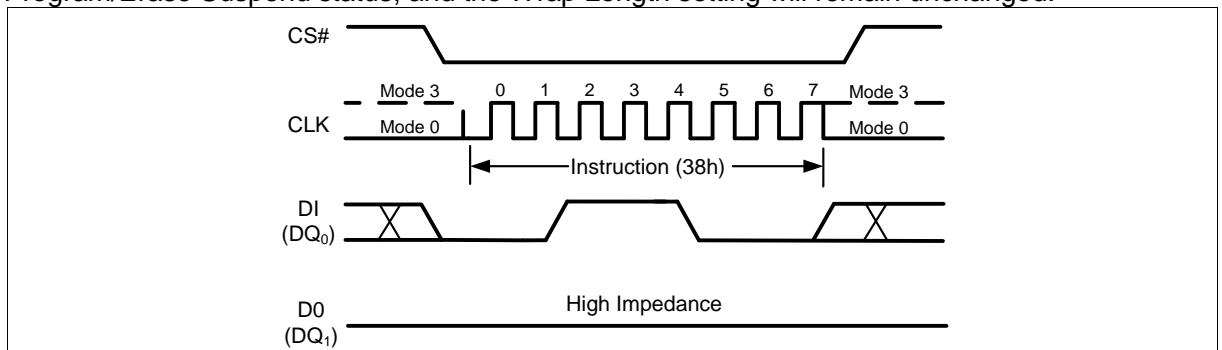 Program/Erase Suspend status, and the Wrap Length setting will remain unchanged.
CS#
Mode 3 0 1 2 3 4 5 6 7 Mode 3
CLK
Mode 0 Mode 0
Instruction (38h)
DI
(DQ0)
High Impedance
D0
(DQ1)